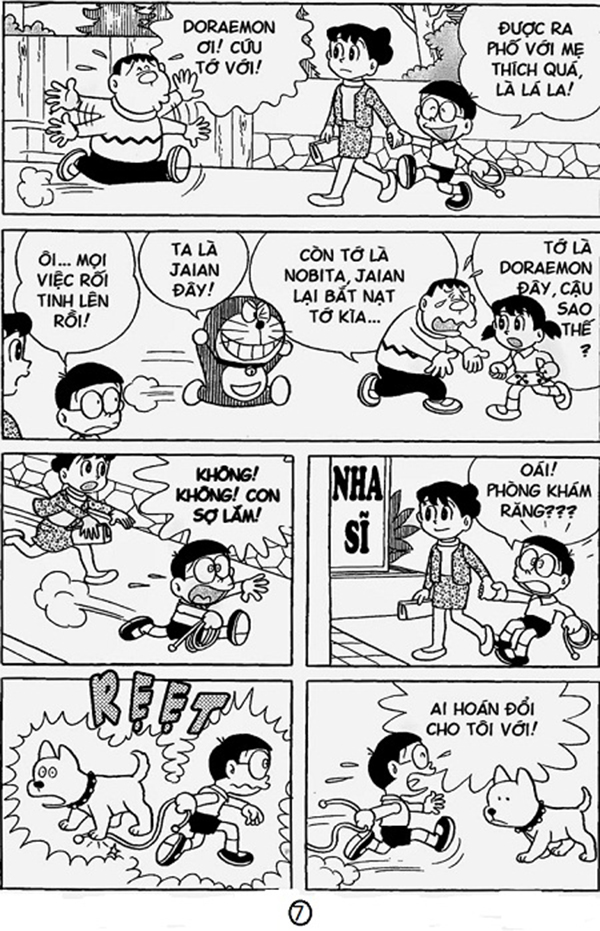 ĐƯỢC RA
PHỐ VỚI MẸ
THÍCH QUÁ,
LÀ LÁ LA!
DORAEMON
ƠI! CỨU
TỚ VỚI!
TỚ LÀ
DORAEMON
ĐÂY, CẬU
SAO
THẾ
?
CÒN TỚ LÀ
NOBITA, JAIAN
LẠI BẮT NẠT
TỚ KÌA...
TA LÀ
JAIAN
ĐÂY!
ÔI... MỌI
VIỆC RỐI
TINH LÊN
RỒI!
OÁI!
PHÒNG KHÁM
RĂNG???
NHA
SĨ
KHÔNG!
KHÔNG! CON
SỢ LẮM!
AI HOÁN ĐỔI
CHO TÔI VỚI!
RẸẸT
7